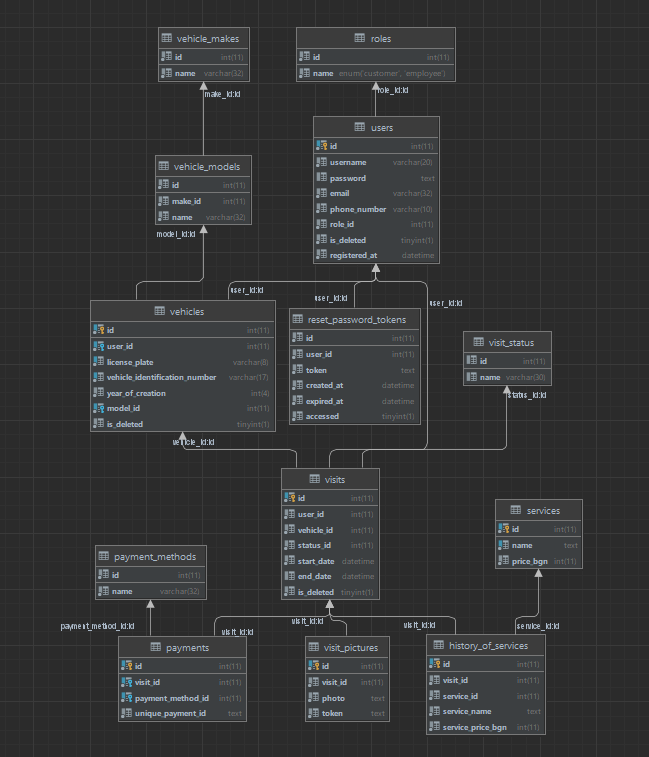 vehicle_makes
id int(11)
name varchar(32)
roles
id int(11)
name enum('customer', 'employee')
make_id:id
role_id:id
users
id int(11)
username varchar(20)
password text
email varchar(32)
phone_number varchar(10)
role_id int(11)
is_deleted tinyint(1)
registered_at datetime
vehicle_models
id int(11)
make_id int(11)
name varchar(32)
model_id:id
user_id:id
user_id:id
user_id:id
vehicles
id int(11)
user_id int(11)
license_plate varchar(8)
vehicle_identification_number varchar(17)
year_of_creation int(4)
model_id int(11)
is_deleted tinyint(1)
reset_password_tokens
id int(11)
user_id int(11)
token text
created_at datetime
expired_at datetime
accessed tinyint(1)
visit_status
id int(11)
name varchar(30)
status_id:id
vehicle_id:id
visits
id int(11)
user_id int(11)
vehicle_id int(11)
status_id int(11)
start_date datetime
end_date datetime
is_deleted tinyint(1)
services
id int(11)
name text
price_bgn int(11)
payment_methods
id int(11)
name varchar(32)
payment_method_id:id
visit_id:id
visit_id:id
visit_id:id
service_id:id
payments
id int(11)
visit_id int(11)
payment_method_id int(11)
unique_payment_id text
visit_pictures
id int(11)
visit_id int(11)
photo text
token text
history_of_services
id int(11)
visit_id int(11)
service_id int(11)
service_name text
service_price_bgn int(11)